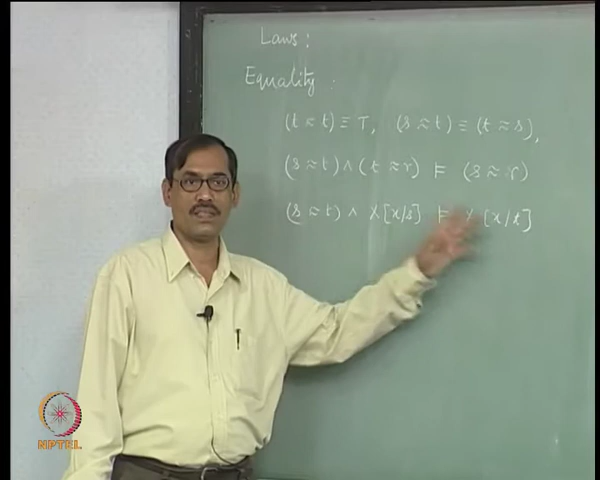 Laws:
Equality:
(t ≈ t) ≡ T, (s ≈ t) ≡ (t ≈ s),
(s ≈ t) ∧ (t ≈ r) ⊨ (s ≈ r)
(s ≈ t) ∧ X[x/s] ⊨ X[x/t]
NPTEL